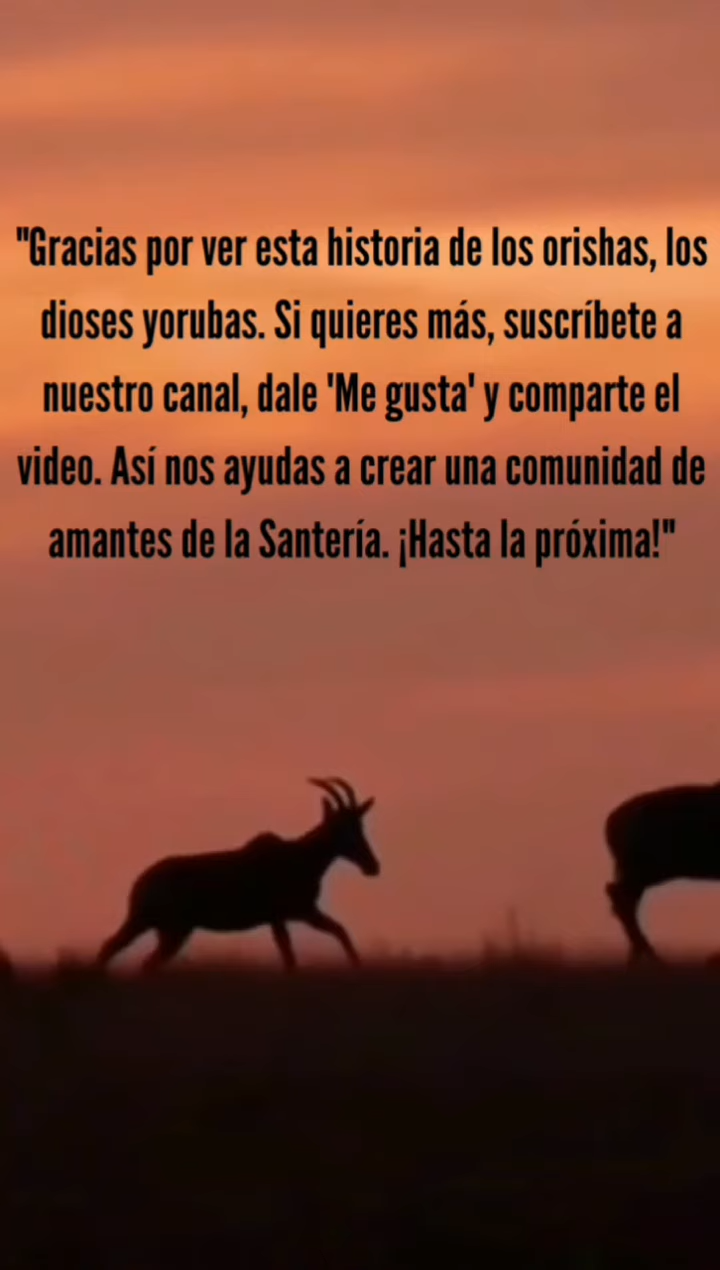 "Gracias por ver esta historia de los orishas, los
dioses yorubas. Si quieres más, suscríbete a
nuestro canal, dale 'Me gusta' y comparte el
video. Así nos ayudas a crear una comunidad de
amantes de la Santería. ¡Hasta la próxima!"